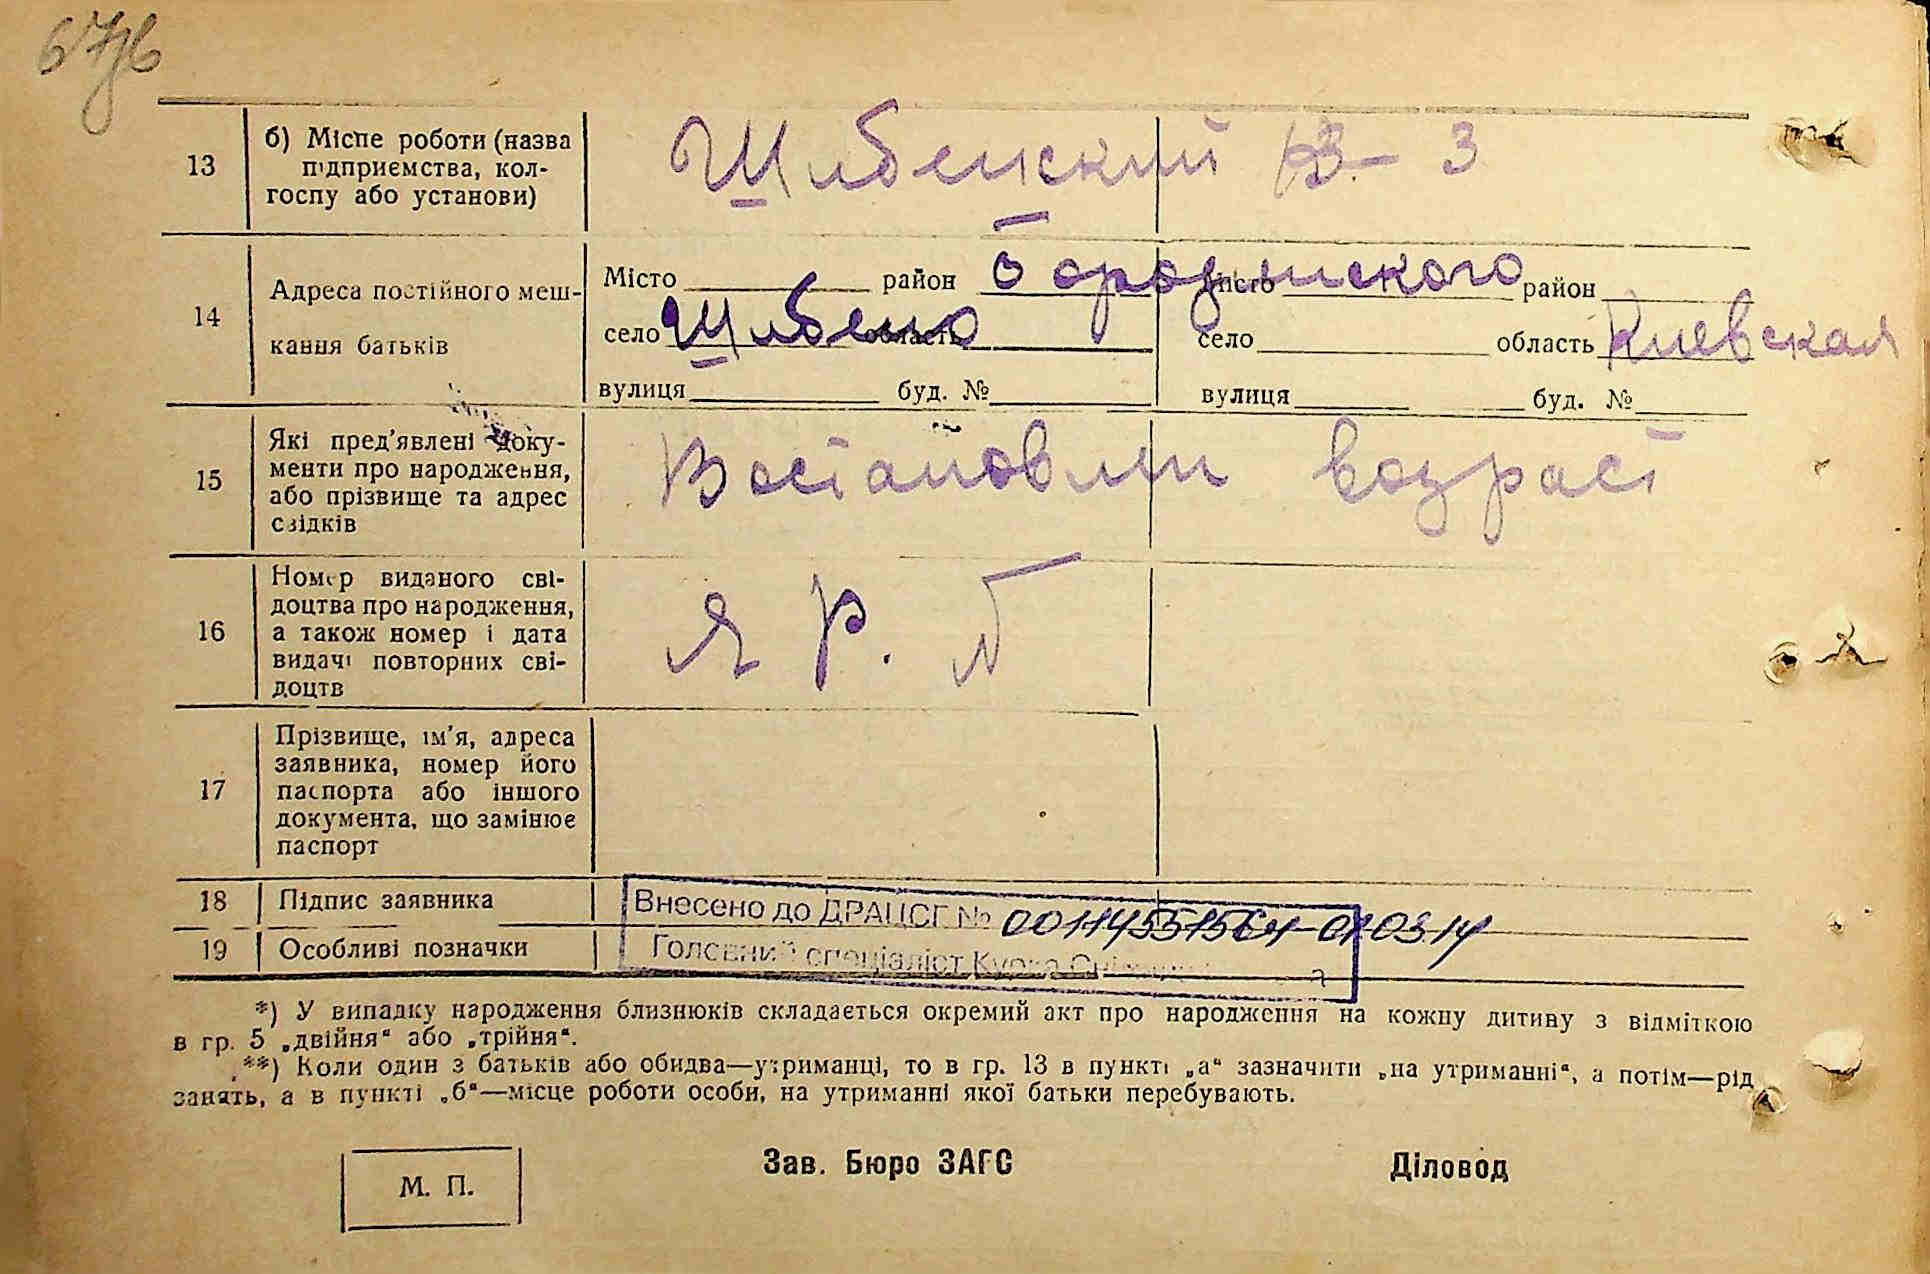 13
б) Місце роботи (назва
підприємства, кол-
госпу або установи)
14
Адреса постійного меш-
кання батьків
Місто район Бородянского Місто район
село Шибено область село область Киевская
вулиця буд. № вулиця буд. №
15
Які пред'явлені доку-
менти про народження,
або прізвище та адрес
свідків
возраст
16
Номер виданого сві-
доцтва про народження,
а також номер і дата
видачі повторних сві-
доцтв
ЯР. б
17
Прізвище, ім'я, адреса
заявника, номер його
паспорта або іншого
документа, що замінює
паспорт
18 Підпис заявника
Внесено до ДРАЦСГ №
19 Особливі позначки
Головний спеціаліст
*) У випадку народження близнюків складається окремий акт про народження на кожну дитину з відміткою
в гр. 5 „двійня“ або „трійня“.
**) Коли один з батьків або обидва—утриманці, то в гр. 13 в пункті „а“ зазначити „на утриманні“, а потім—рід
занять, а в пункті „б“—місце роботи особи, на утриманні якої батьки перебувають.
М. П.
Зав. Бюро ЗАГС
Діловод